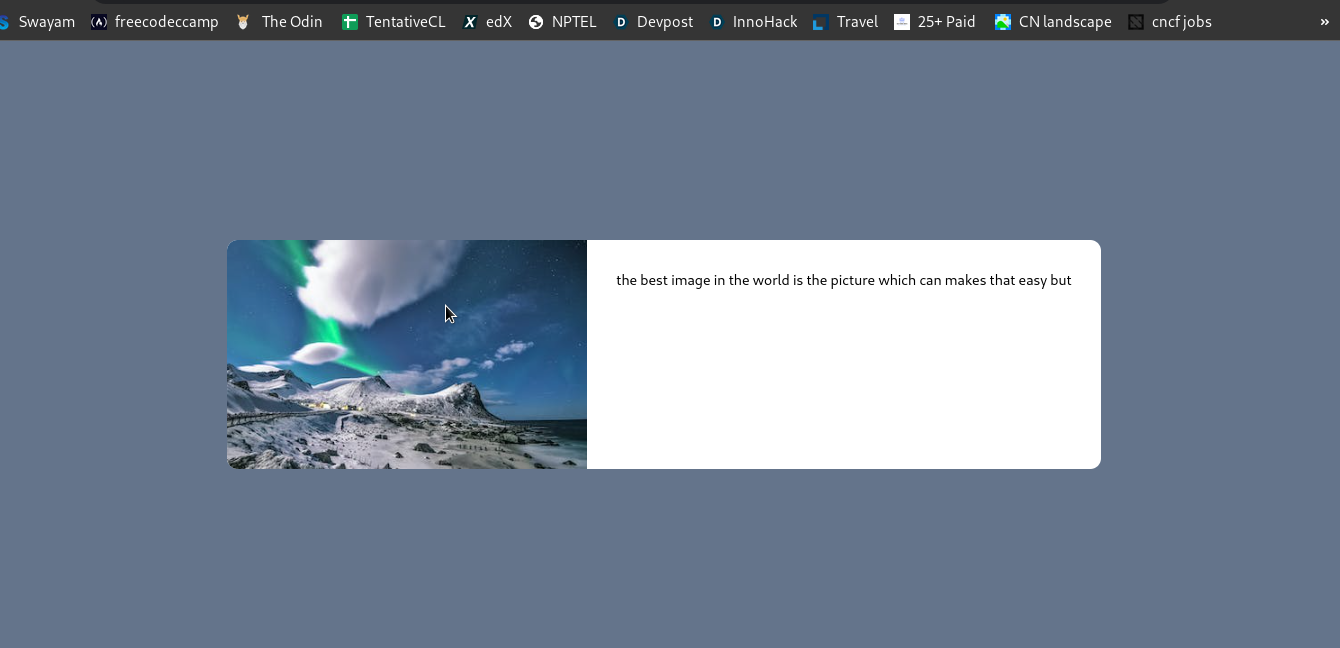 Swayam freecodeccamp The Odin TentativeCL edX NPTEL Devpost InnoHack Travel 25+ Paid CN landscape cncf jobs »
the best image in the world is the picture which can makes that easy but